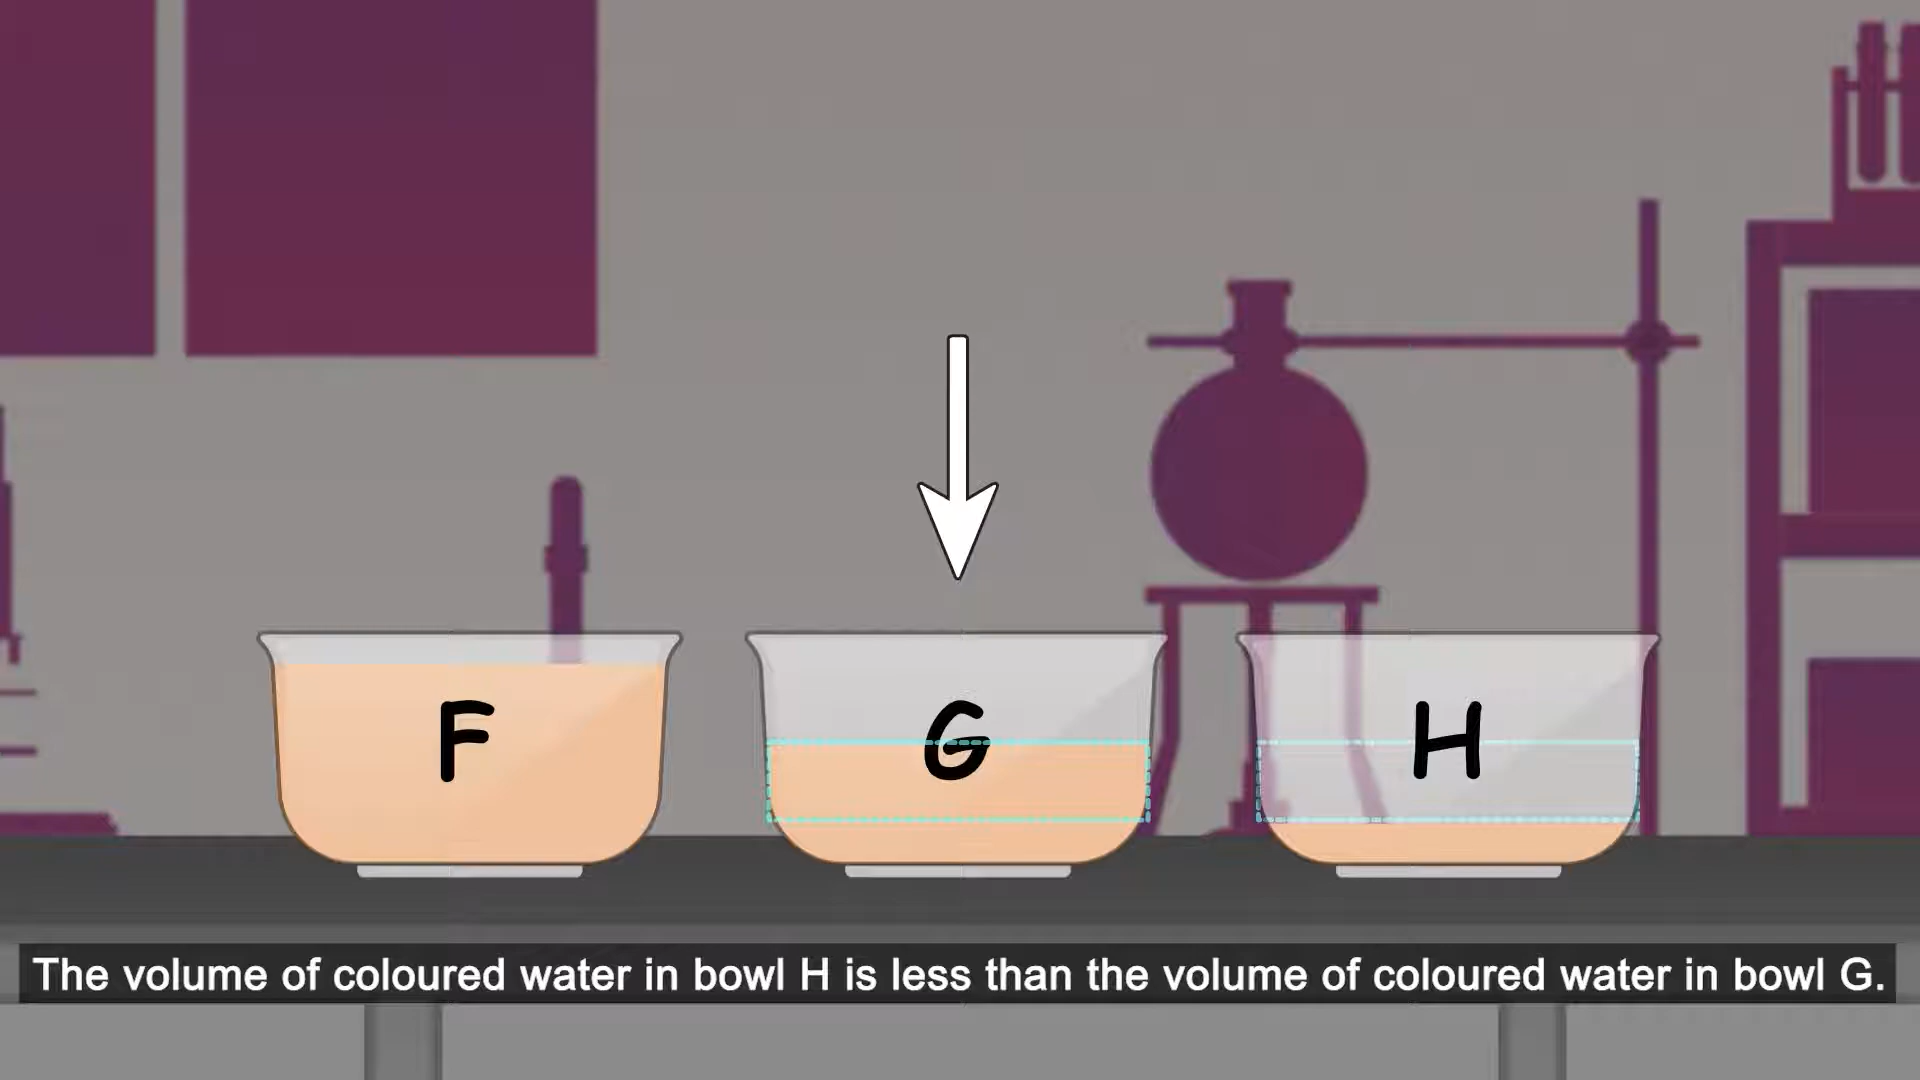 F G H
The volume of coloured water in bowl H is less than the volume of coloured water in bowl G.